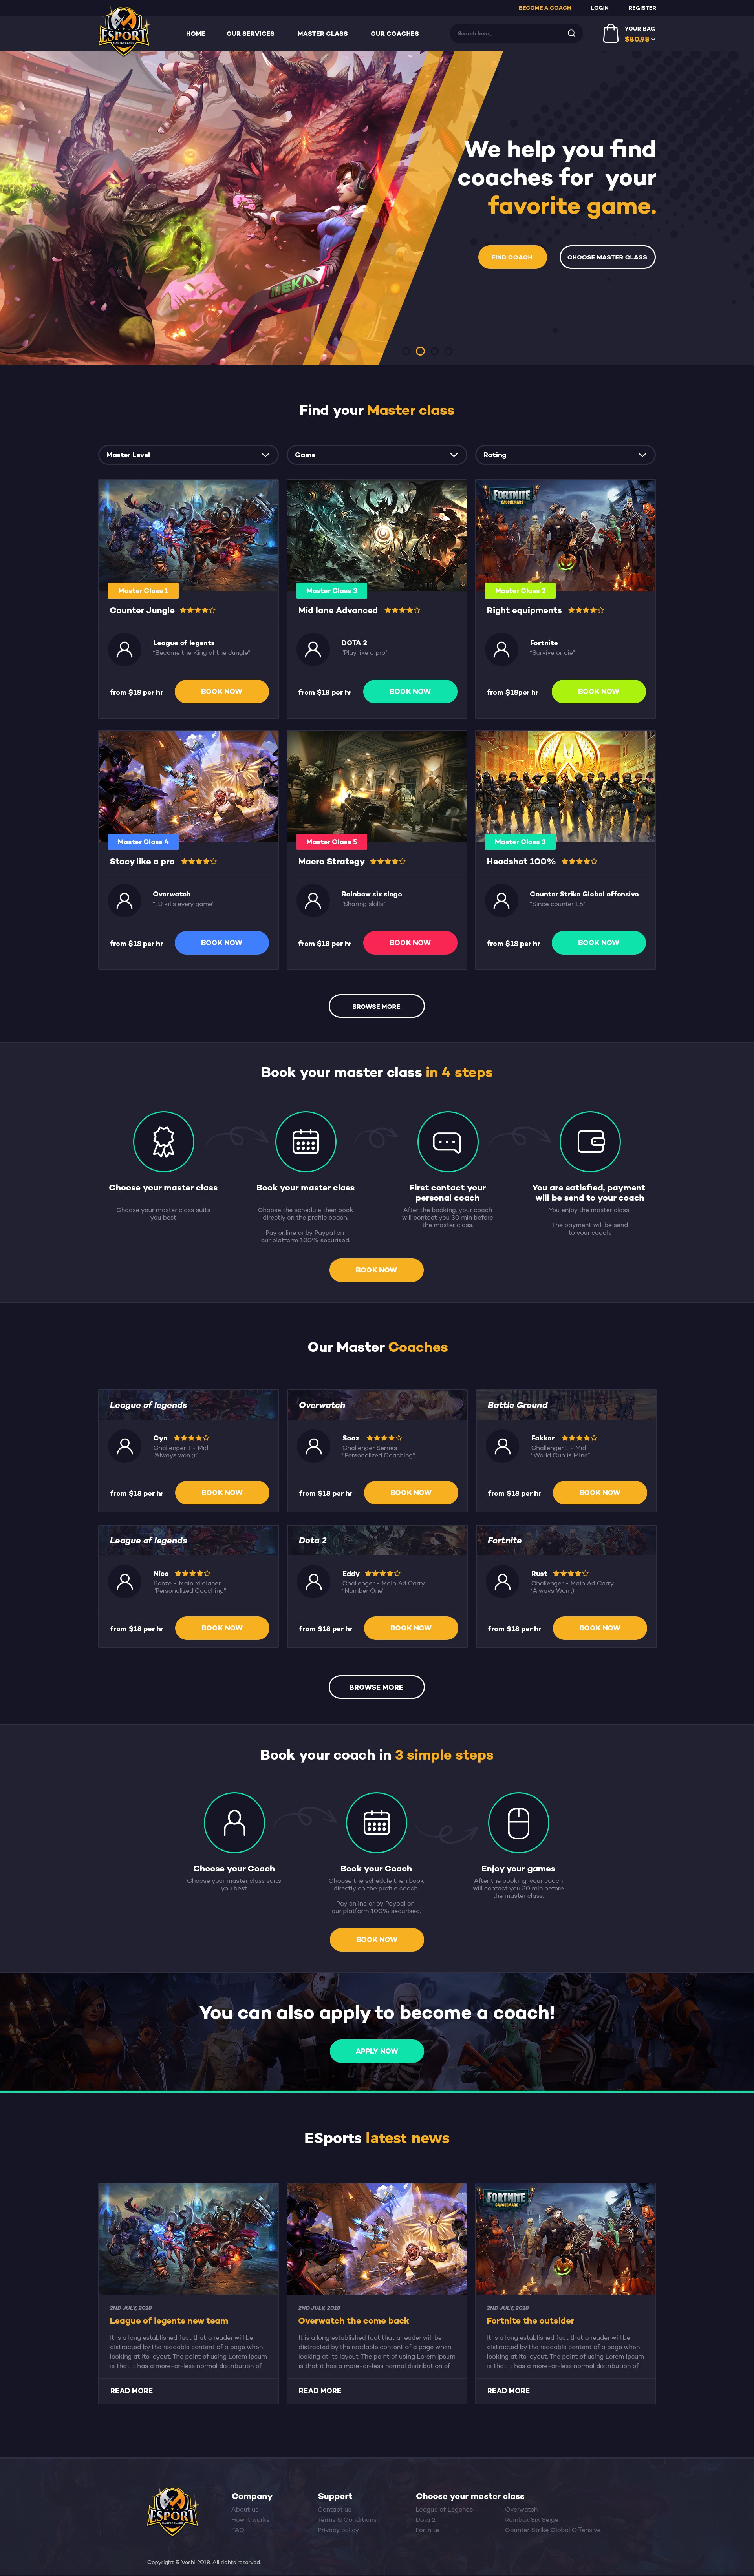 BECOME A COACH LOGIN REGISTER
ESPORT
HOME OUR SERVICES MASTER CLASS OUR COACHES
Search here...
YOUR BAG
$80.98
MEKA
We help you find
coaches for your
favorite game.
FIND COACH
CHOOSE MASTER CLASS
Find your Master class
Master Level
Game
Rating
Master Class 1
Counter Jungle
League of legents
"Become the King of the Jungle"
from $18 per hr
BOOK NOW
Master Class 3
Mid lane Advanced
DOTA 2
"Play like a pro"
from $18 per hr
BOOK NOW
FORTNITE
Master Class 2
Right equipments
Fortnite
"Survive or die"
from $18per hr
BOOK NOW
Master Class 4
Stacy like a pro
Overwatch
"10 kills every game"
from $18 per hr
BOOK NOW
Master Class 5
Macro Strategy
Rainbow six siege
"Sharing skills"
from $18 per hr
BOOK NOW
Master Class 3
Headshot 100%
Counter Strike Global offensive
"Since counter 1.5"
from $18 per hr
BOOK NOW
BROWSE MORE
Book your master class in 4 steps
Choose your master class
Choose your master class suits
you best
Book your master class
Choose the schedule then book
directly on the profile coach.
Pay online or by Paypal on
our platform 100% securised.
First contact your
personal coach
After the booking, your coach
will contact you 30 min before
the master class.
You are satisfied, payment
will be send to your coach
You enjoy the master class!
The payment will be send
to your coach.
BOOK NOW
Our Master Coaches
League of legends
Cyn
Challenger 1 - Mid
"Always won ;)"
from $18 per hr
BOOK NOW
Overwatch
Soaz
Challenger Serries
"Personalized Coaching"
from $18 per hr
BOOK NOW
Battle Ground
Fakker
Challenger 1 - Mid
"World Cup is Mine"
from $18 per hr
BOOK NOW
League of legends
Nico
Bonze - Main Midlaner
"Personalized Coaching"
from $18 per hr
BOOK NOW
Dota 2
Eddy
Challenger - Main Ad Carry
"Number One"
from $18 per hr
BOOK NOW
Fortnite
Rust
Challenger - Main Ad Carry
"Always Won ;)"
from $18 per hr
BOOK NOW
BROWSE MORE
Book your coach in 3 simple steps
Choose your Coach
Choose your master class suits
you best
Book your Coach
Choose the schedule then book
directly on the profile coach.
Pay online or by Paypal on
our platform 100% securised.
Enjoy your games
After the booking, your coach
will contact you 30 min before
the master class.
BOOK NOW
You can also apply to become a coach!
APPLY NOW
ESports latest news
2ND JULY, 2018
League of legents new team
It is a long established fact that a reader will be
distracted by the readable content of a page when
looking at its layout. The point of using Lorem Ipsum
is that it has a more-or-less normal distribution of
READ MORE
2ND JULY, 2018
Overwatch the come back
It is a long established fact that a reader will be
distracted by the readable content of a page when
looking at its layout. The point of using Lorem Ipsum
is that it has a more-or-less normal distribution of
READ MORE
FORTNITE
2ND JULY, 2018
Fortnite the outsider
It is a long established fact that a reader will be
distracted by the readable content of a page when
looking at its layout. The point of using Lorem Ipsum
is that it has a more-or-less normal distribution of
READ MORE
ESPORT
Company
About us
How it works
FAQ
Support
Contact us
Terms & Conditions
Privacy policy
Choose your master class
League of Legends
Dota 2
Fortnite
Overwatch
Rainbox Six Seige
Counter Strike Global Offensive
Copyright Veshi 2018. All rights reserved.